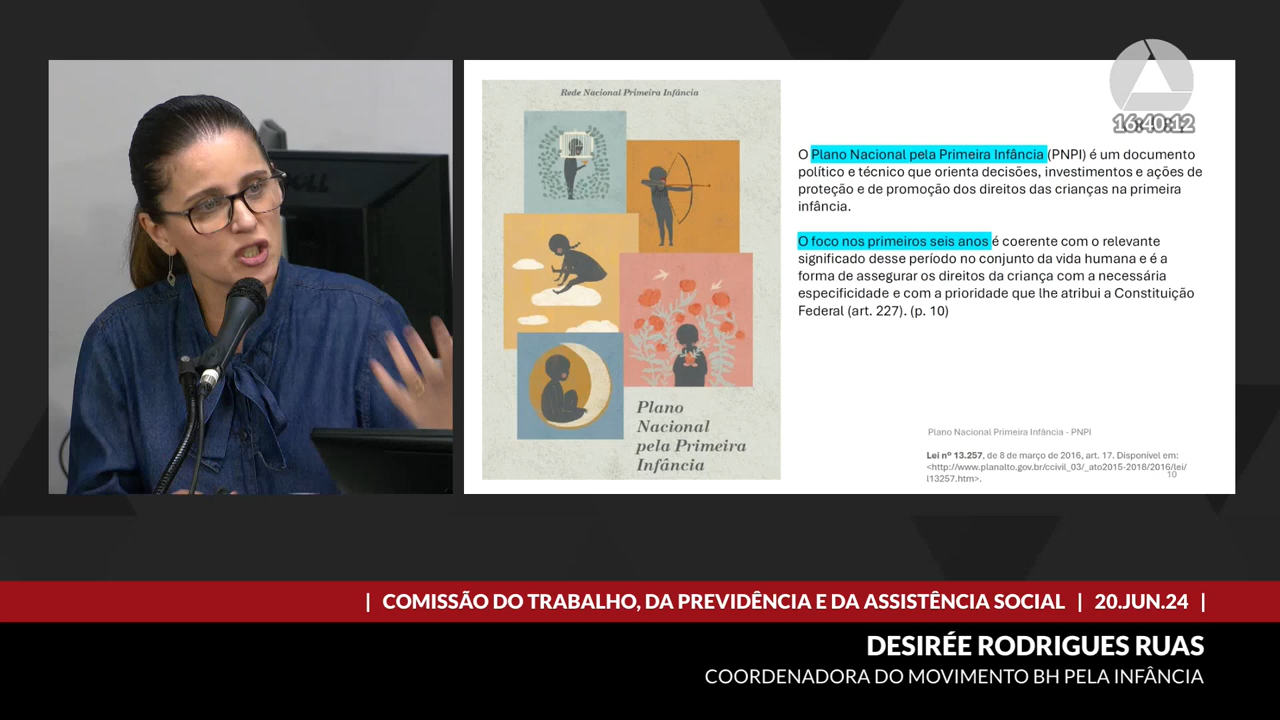 16:40:12
DELL
Rede Nacional Primeira Infância
Plano
Nacional
pela Primeira
Infância
O Plano Nacional pela Primeira Infância (PNPI) é um documento
político e técnico que orienta decisões, investimentos e ações de
proteção e de promoção dos direitos das crianças na primeira
infância.
O foco nos primeiros seis anos é coerente com o relevante
significado desse período no conjunto da vida humana e é a
forma de assegurar os direitos da criança com a necessária
especificidade e com a prioridade que lhe atribui a Constituição
Federal (art. 227). (p. 10)
Plano Nacional Primeira Infância - PNPI
Lei nº 13.257, de 8 de março de 2016, art. 17. Disponível em:
<http://www.planalto.gov.br/ccivil_03/_ato2015-2018/2016/lei/
l13257.htm>.
10
| COMISSÃO DO TRABALHO, DA PREVIDÊNCIA E DA ASSISTÊNCIA SOCIAL | 20.JUN.24 |
DESIRÉE RODRIGUES RUAS
COORDENADORA DO MOVIMENTO BH PELA INFÂNCIA